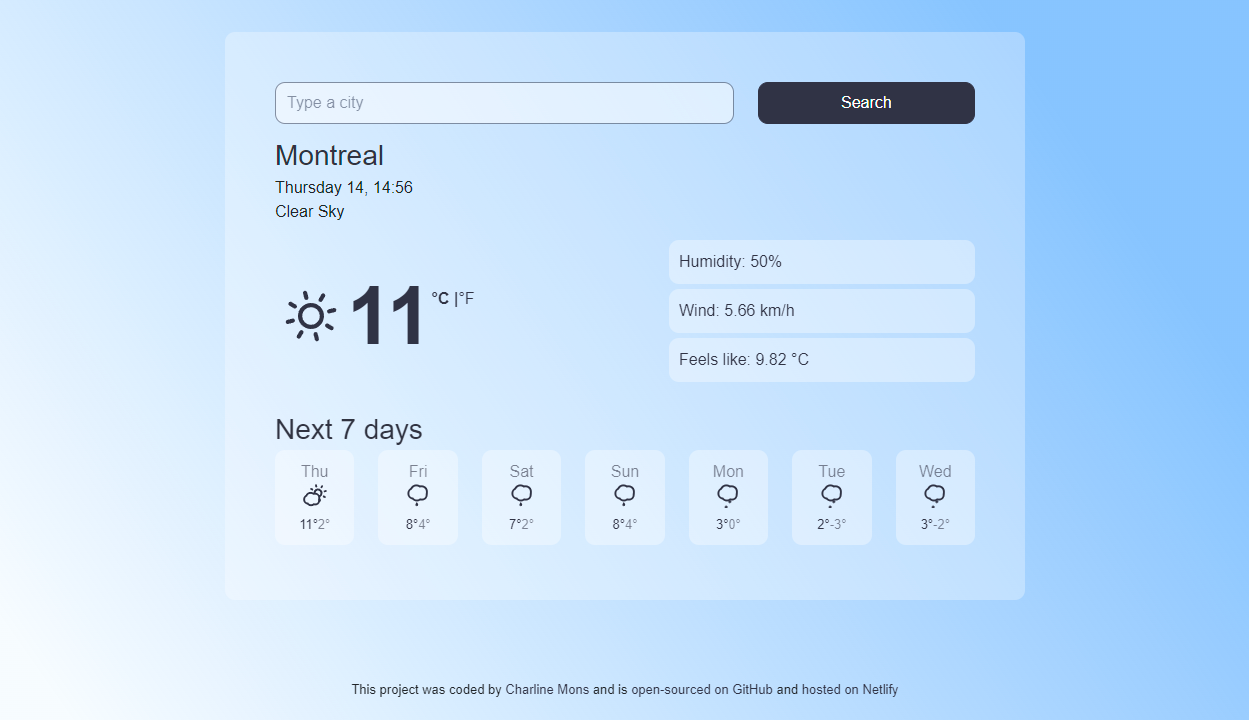 Type a city
Search
Montreal
Thursday 14, 14:56
Clear Sky
11 °C |°F
Humidity: 50%
Wind: 5.66 km/h
Feels like: 9.82 °C
Next 7 days
Thu Fri Sat Sun Mon Tue Wed
11°2° 8°4° 7°2° 8°4° 3°0° 2°-3° 3°-2°
This project was coded by Charline Mons and is open-sourced on GitHub and hosted on Netlify